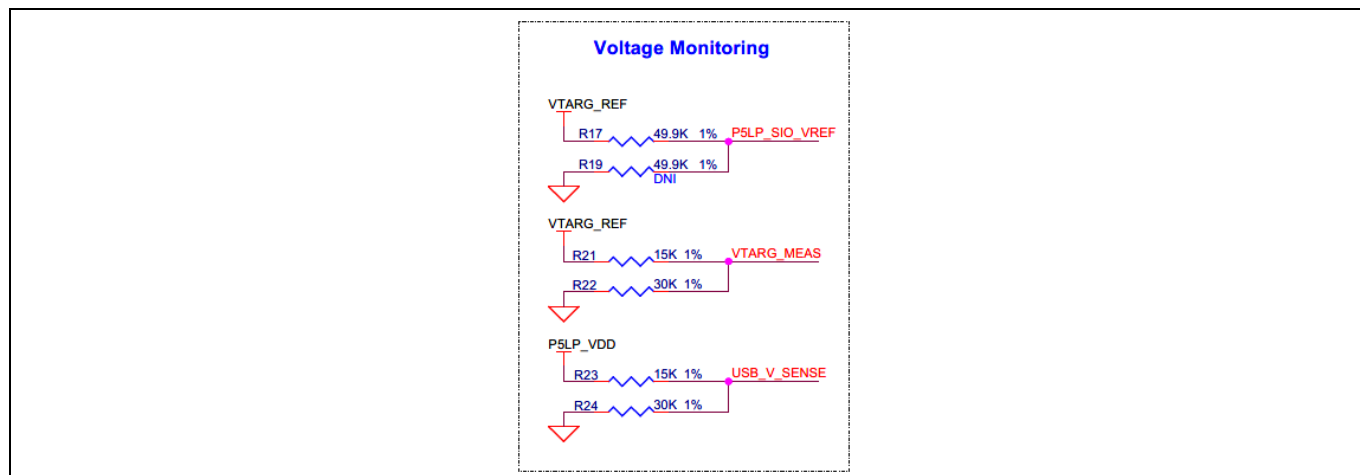 Voltage Monitoring
VTARG_REF
R17 49.9K 1% P5LP_SIO_VREF
R19 49.9K 1%
DNI
VTARG_REF
R21 15K 1% VTARG_MEAS
R22 30K 1%
P5LP_VDD
R23 15K 1% USB_V_SENSE
R24 30K 1%